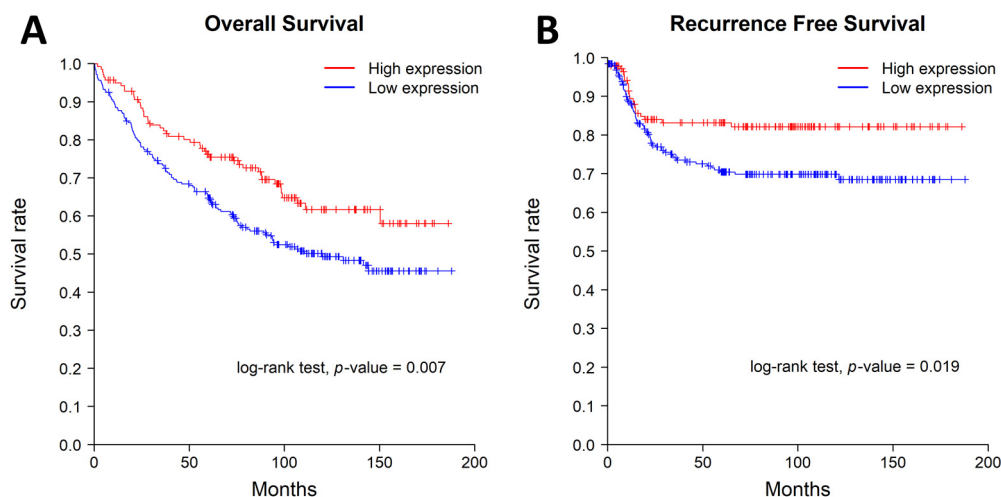 A
Overall Survival
High expression
Low expression
1.0
0.9
0.8
0.7
0.6
0.5
0.4
0.3
0.2
0.1
0.0
Survival rate
log-rank test, p-value = 0.007
0
50
100
150
200
Months
B
Recurrence Free Survival
High expression
Low expression
1.0
0.9
0.8
0.7
0.6
0.5
0.4
0.3
0.2
0.1
0.0
Survival rate
log-rank test, p-value = 0.019
0
50
100
150
200
Months